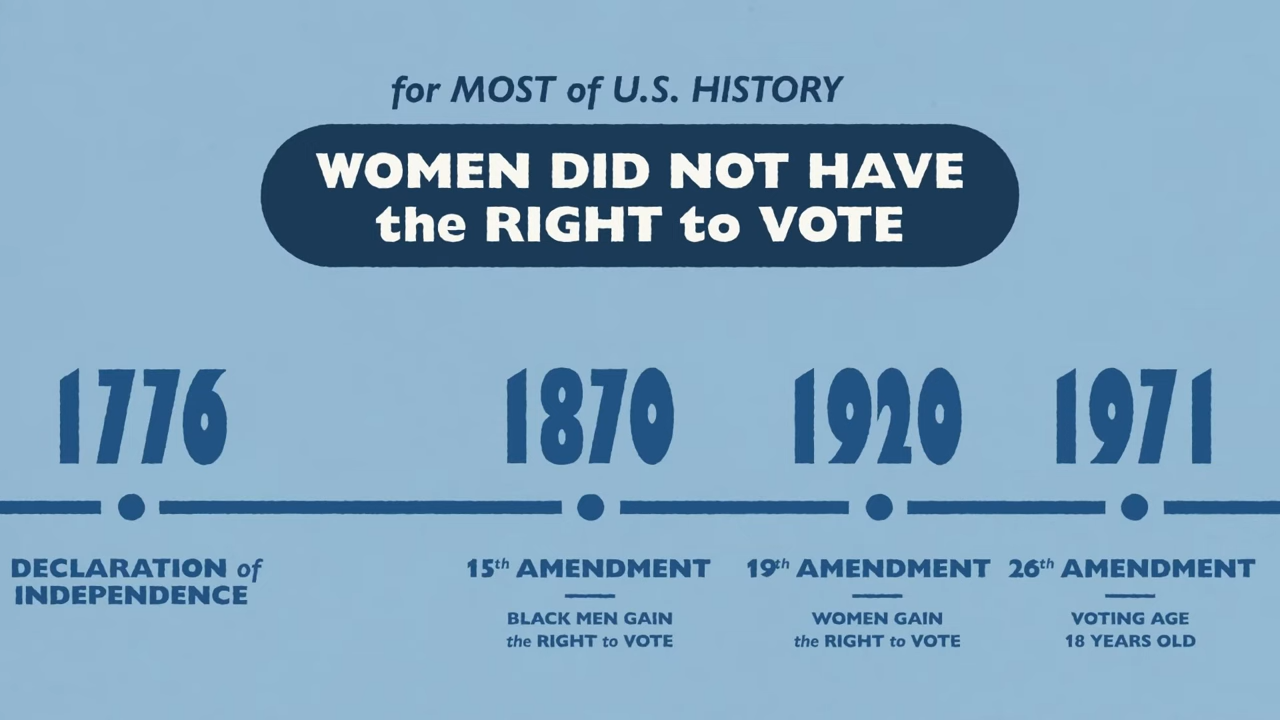 for MOST of U.S. HISTORY
WOMEN DID NOT HAVE
the RIGHT to VOTE
1776
DECLARATION of
INDEPENDENCE
1870
15th AMENDMENT
BLACK MEN GAIN
the RIGHT to VOTE
1920
19th AMENDMENT
WOMEN GAIN
the RIGHT to VOTE
1971
26th AMENDMENT
VOTING AGE
18 YEARS OLD